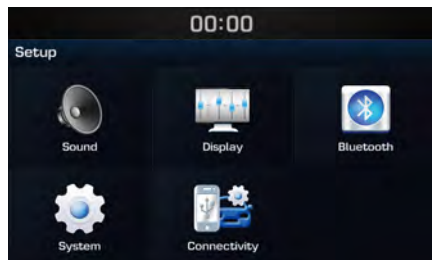 00:00
Setup
Sound
Display
Bluetooth
System
Connectivity